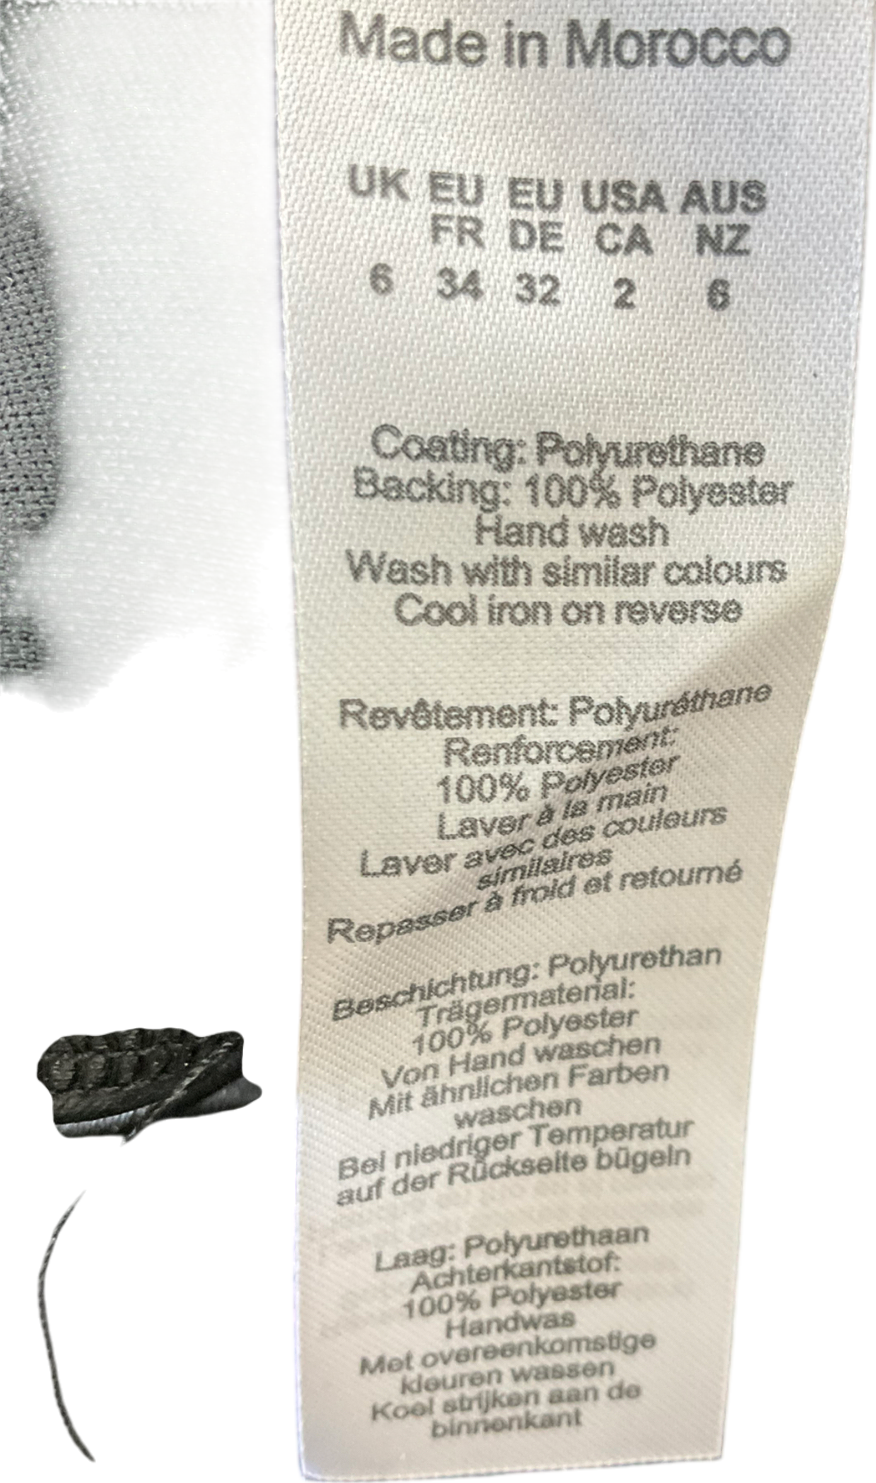 Made in Morocco
UK EU EU USA AUS
FR DE CA NZ
6 34 32 2 6
Coating: Polyurethane
Backing: 100% Polyester
Hand wash
Wash with similar colours
Cool iron on reverse
Revêtement: Polyuréthane
Renforcement:
100% Polyester
Laver à la main
Laver avec des couleurs
similaires
Repasser à froid et retourné
Beschichtung: Polyurethan
Trägermaterial:
100% Polyester
Von Hand waschen
Mit ähnlichen Farben
waschen
Bei niedriger Temperatur
auf der Rückseite bügeln
Laag: Polyurethaan
Achterkantstof:
100% Polyester
Handwas
Met overeenkomstige
kleuren wassen
Koel strijken aan de
binnenkant